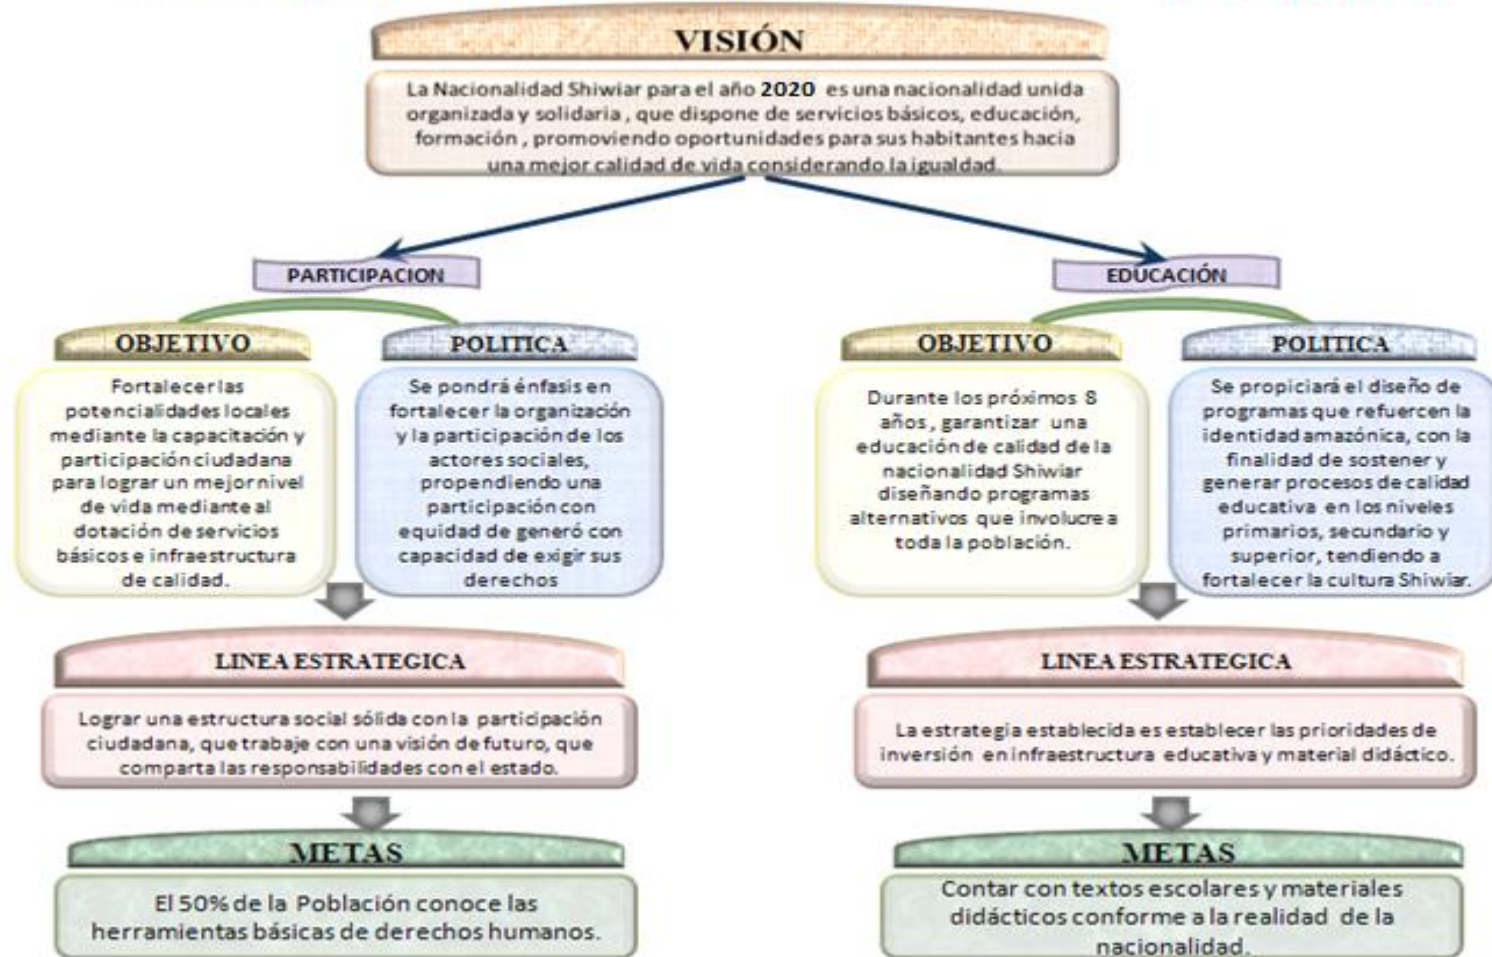 VISIÓN
La Nacionalidad Shiwiar para el año 2020 es una nacionalidad unida
organizada y solidaria , que dispone de servicios básicos, educación,
formación , promoviendo oportunidades para sus habitantes hacia
una mejor calidad de vida considerando la igualdad.
PARTICIPACION
OBJETIVO
Fortalecer las
potencialidades locales
mediante la capacitación y
participación ciudadana
para lograr un mejor nivel
de vida mediante al
dotación de servicios
básicos e infraestructura
de calidad.
POLITICA
Se pondrá énfasis en
fortalecer la organización
y la participación de los
actores sociales,
propendiendo una
participación con
equidad de generó con
capacidad de exigir sus
derechos
LINEA ESTRATEGICA
Lograr una estructura social sólida con la participación
ciudadana, que trabaje con una visión de futuro, que
comparta las responsabilidades con el estado.
METAS
El 50% de la Población conoce las
herramientas básicas de derechos humanos.
EDUCACIÓN
OBJETIVO
Durante los próximos 8
años , garantizar una
educación de calidad de la
nacionalidad Shiwiar
diseñando programas
alternativos que involucre a
toda la población.
POLITICA
Se propiciará el diseño de
programas que refuercen la
identidad amazónica, con la
finalidad de sostener y
generar procesos de calidad
educativa en los niveles
primarios, secundario y
superior, tendiendo a
fortalecer la cultura Shiwiar.
LINEA ESTRATEGICA
La estrategia establecida es establecer las prioridades de
inversión en infraestructura educativa y material didáctico.
METAS
Contar con textos escolares y materiales
didácticos conforme a la realidad de la
nacionalidad.